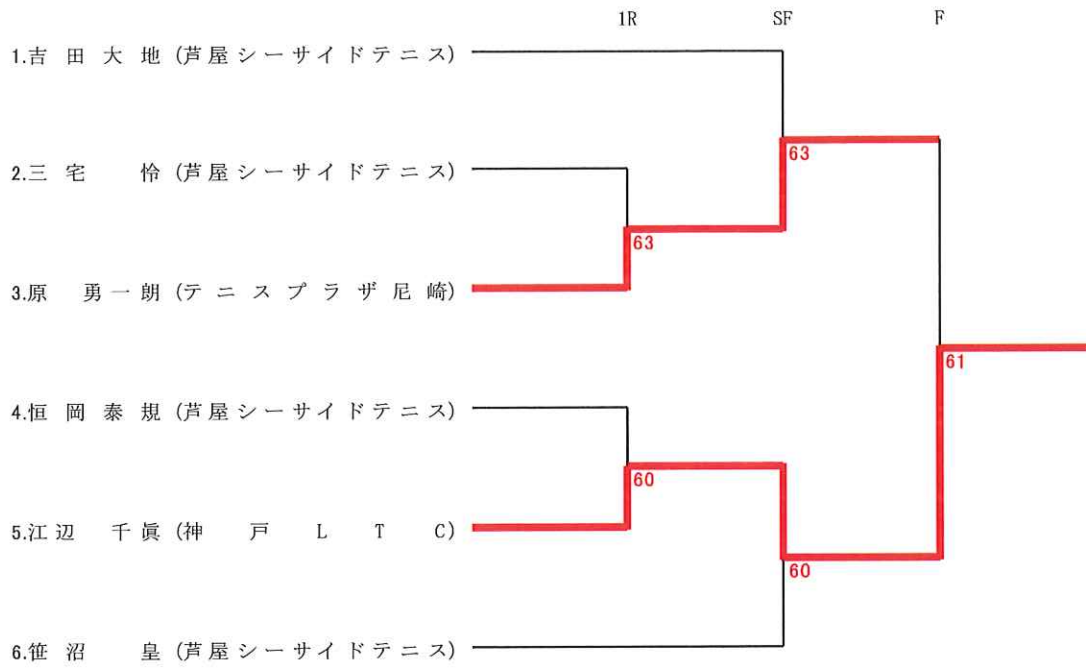 1R SF F
1.吉田大地(芦屋シーサイドテニス)
63
2.三宅 怜(芦屋シーサイドテニス)
63
3.原 勇一朗(テニスプラザ尼崎)
61
4.恒岡泰規(芦屋シーサイドテニス)
60
5.江辺 千眞(神戸LTC)
60
6.笹沼 皇(芦屋シーサイドテニス)